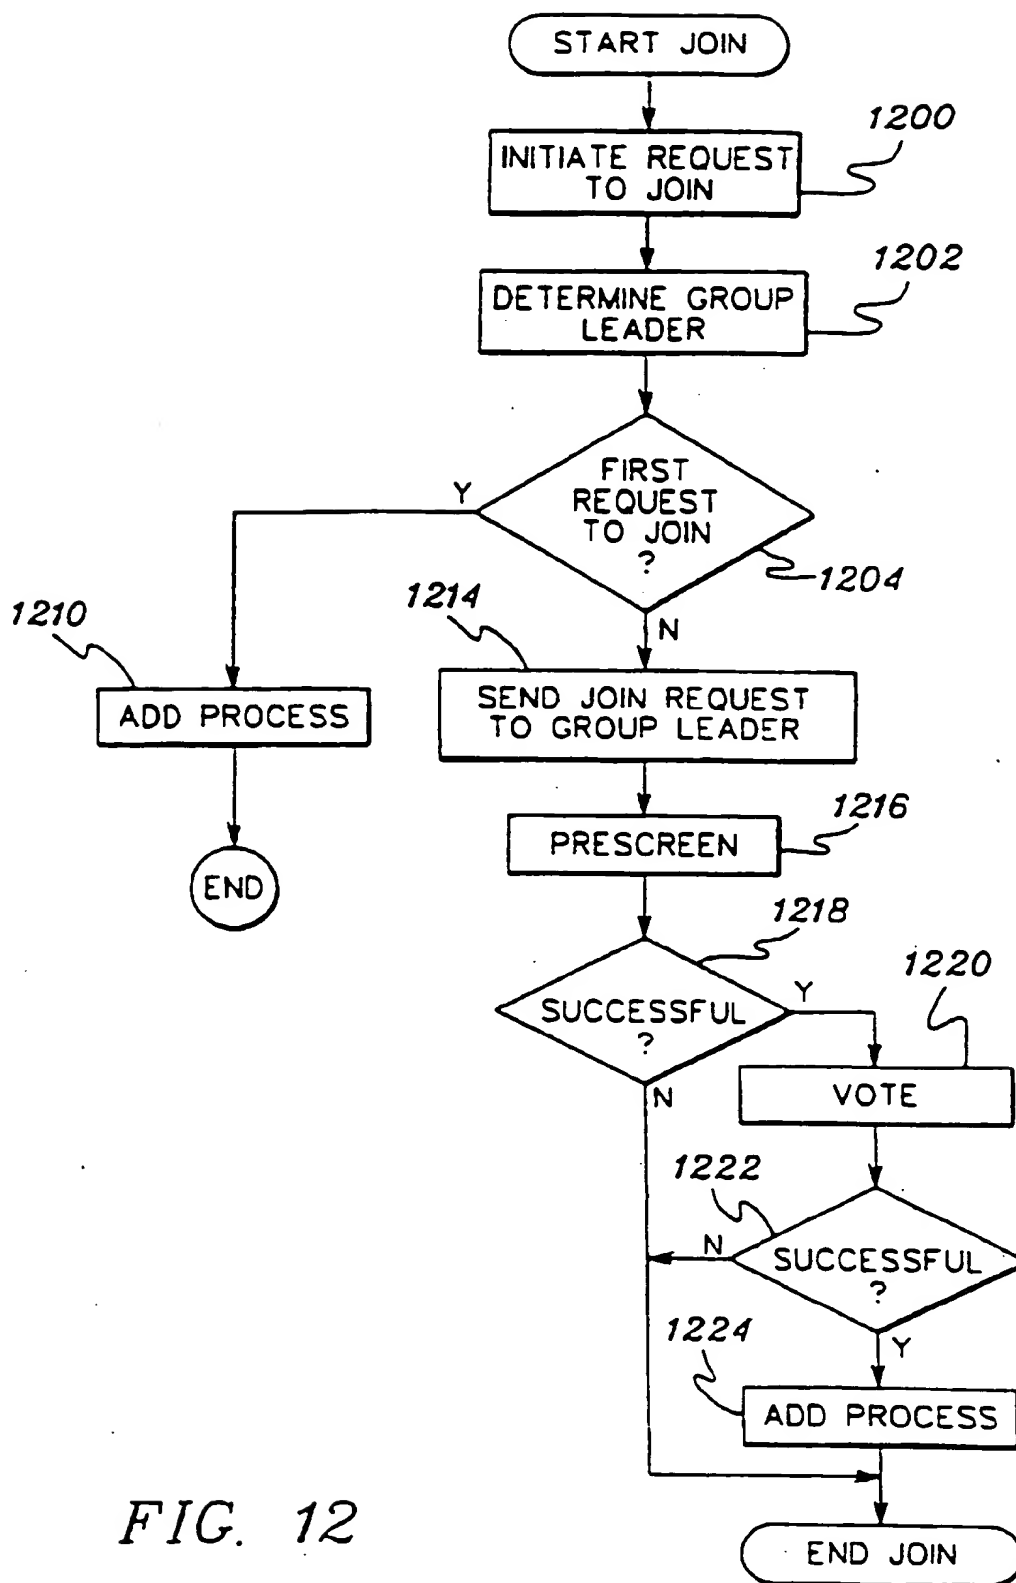 START JOIN
1200
INITIATE REQUEST
TO JOIN
1202
DETERMINE GROUP
LEADER
FIRST
REQUEST
TO JOIN
?
Y
1204
N
1210
ADD PROCESS
END
1214
SEND JOIN REQUEST
TO GROUP LEADER
1216
PRESCREEN
1218
SUCCESSFUL
?
Y
N
1220
VOTE
1222
N
SUCCESSFUL
?
Y
1224
ADD PROCESS
END JOIN
FIG. 12